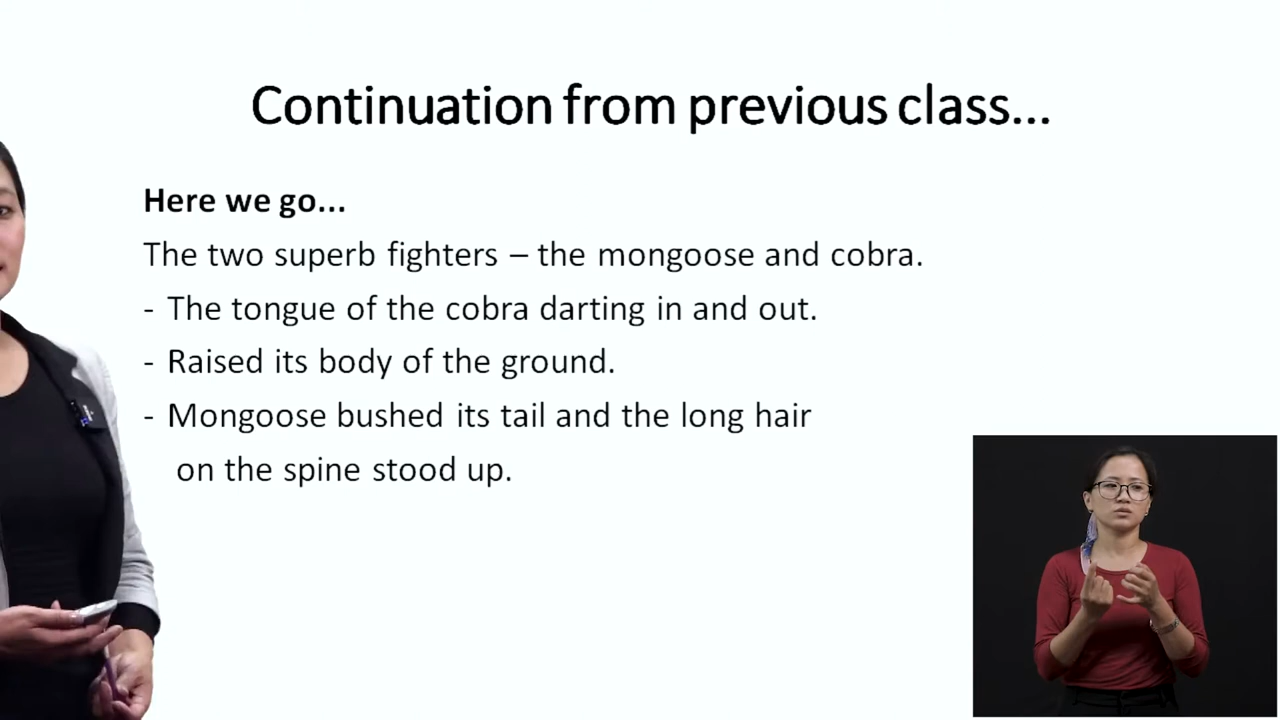 Continuation from previous class...
Here we go...
The two superb fighters – the mongoose and cobra.
- The tongue of the cobra darting in and out.
- Raised its body of the ground.
- Mongoose bushed its tail and the long hair
on the spine stood up.